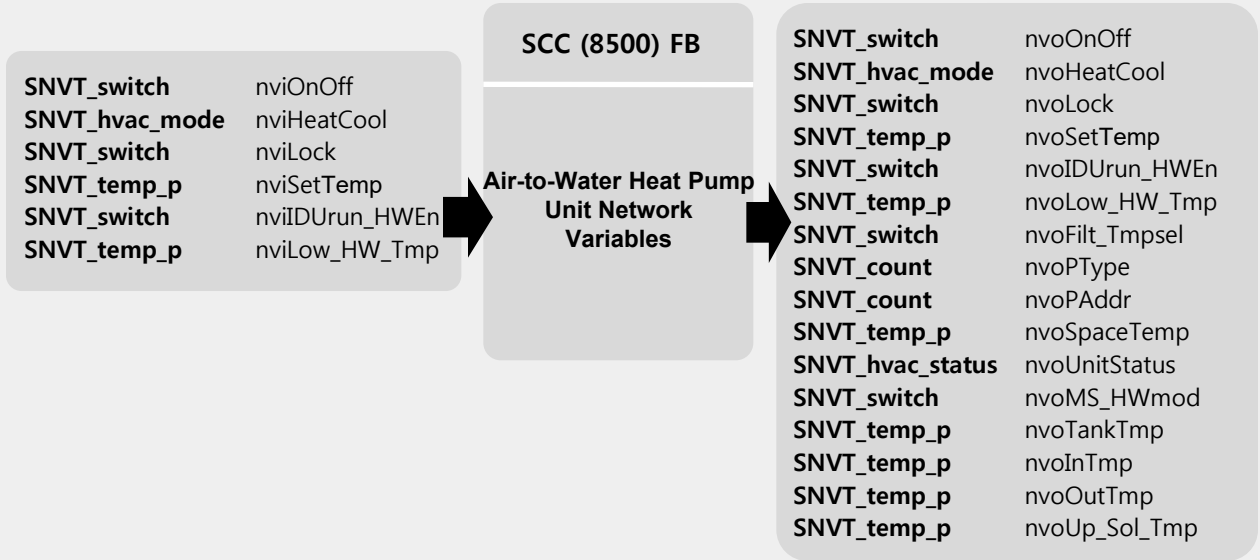 SNVT_switch nviOnOff
SNVT_hvac_mode nviHeatCool
SNVT_switch nviLock
SNVT_temp_p nviSetTemp
SNVT_switch nviIDUrun_HWEn
SNVT_temp_p nviLow_HW_Tmp
SCC (8500) FB
Air-to-Water Heat Pump
Unit Network
Variables
SNVT_switch nvoOnOff
SNVT_hvac_mode nvoHeatCool
SNVT_switch nvoLock
SNVT_temp_p nvoSetTemp
SNVT_switch nvoIDUrun_HWEn
SNVT_temp_p nvoLow_HW_Tmp
SNVT_switch nvoFilt_Tmpsel
SNVT_count nvoPType
SNVT_count nvoPAddr
SNVT_temp_p nvoSpaceTemp
SNVT_hvac_status nvoUnitStatus
SNVT_switch nvoMS_HWmod
SNVT_temp_p nvoTankTmp
SNVT_temp_p nvoInTmp
SNVT_temp_p nvoOutTmp
SNVT_temp_p nvoUp_Sol_Tmp